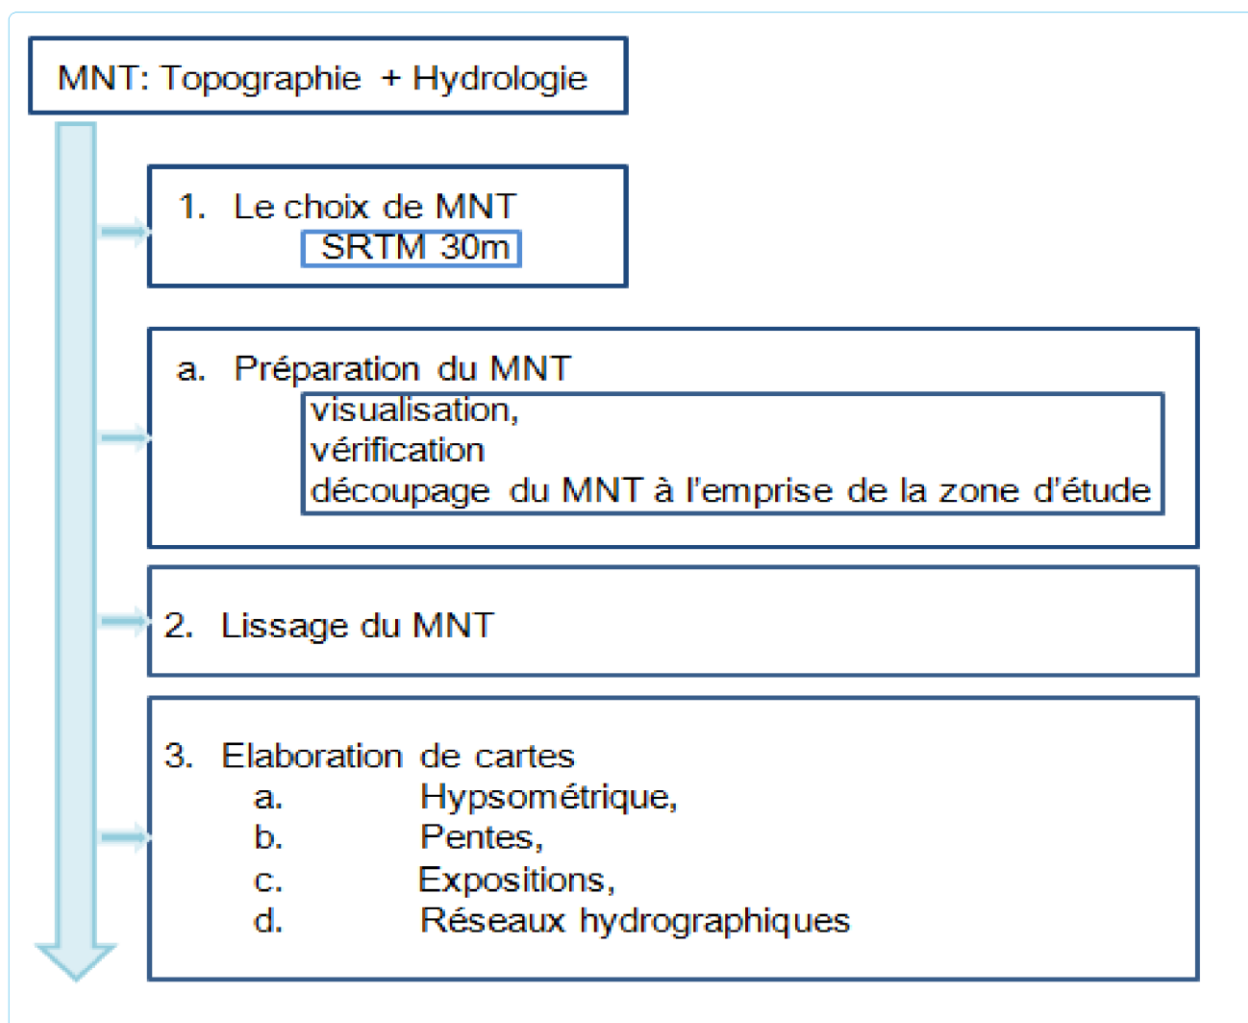 MNT: Topographie + Hydrologie
1. Le choix de MNT
SRTM 30m
a. Préparation du MNT
visualisation,
vérification
découpage du MNT à l'emprise de la zone d'étude
2. Lissage du MNT
3. Elaboration de cartes
a. Hypsométrique,
b. Pentes,
c. Expositions,
d. Réseaux hydrographiques